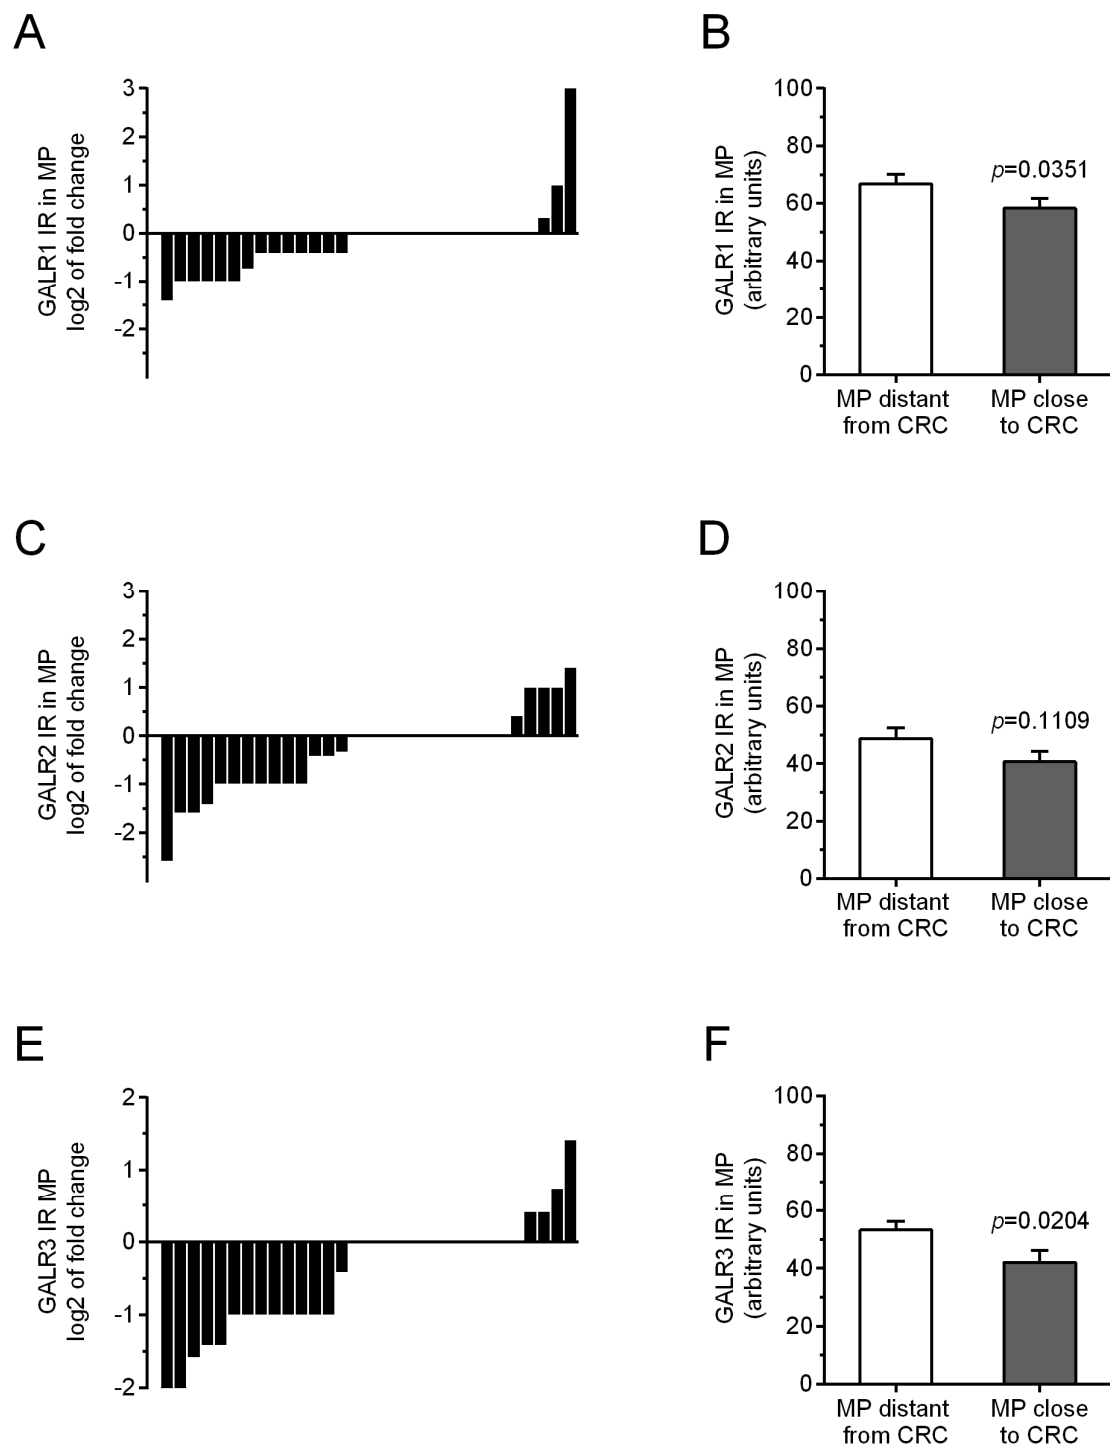 A
GALR1 IR in MP
log2 of fold change
3
2
1
0
-1
-2
B
GALR1 IR in MP
(arbitrary units)
100
80
60
40
20
0
p=0.0351
MP distant
from CRC
MP close
to CRC
C
GALR2 IR in MP
log2 of fold change
3
2
1
0
-1
-2
D
GALR2 IR in MP
(arbitrary units)
100
80
60
40
20
0
p=0.1109
MP distant
from CRC
MP close
to CRC
E
GALR3 IR MP
log2 of fold change
2
1
0
-1
-2
F
GALR3 IR in MP
(arbitrary units)
100
80
60
40
20
0
p=0.0204
MP distant
from CRC
MP close
to CRC